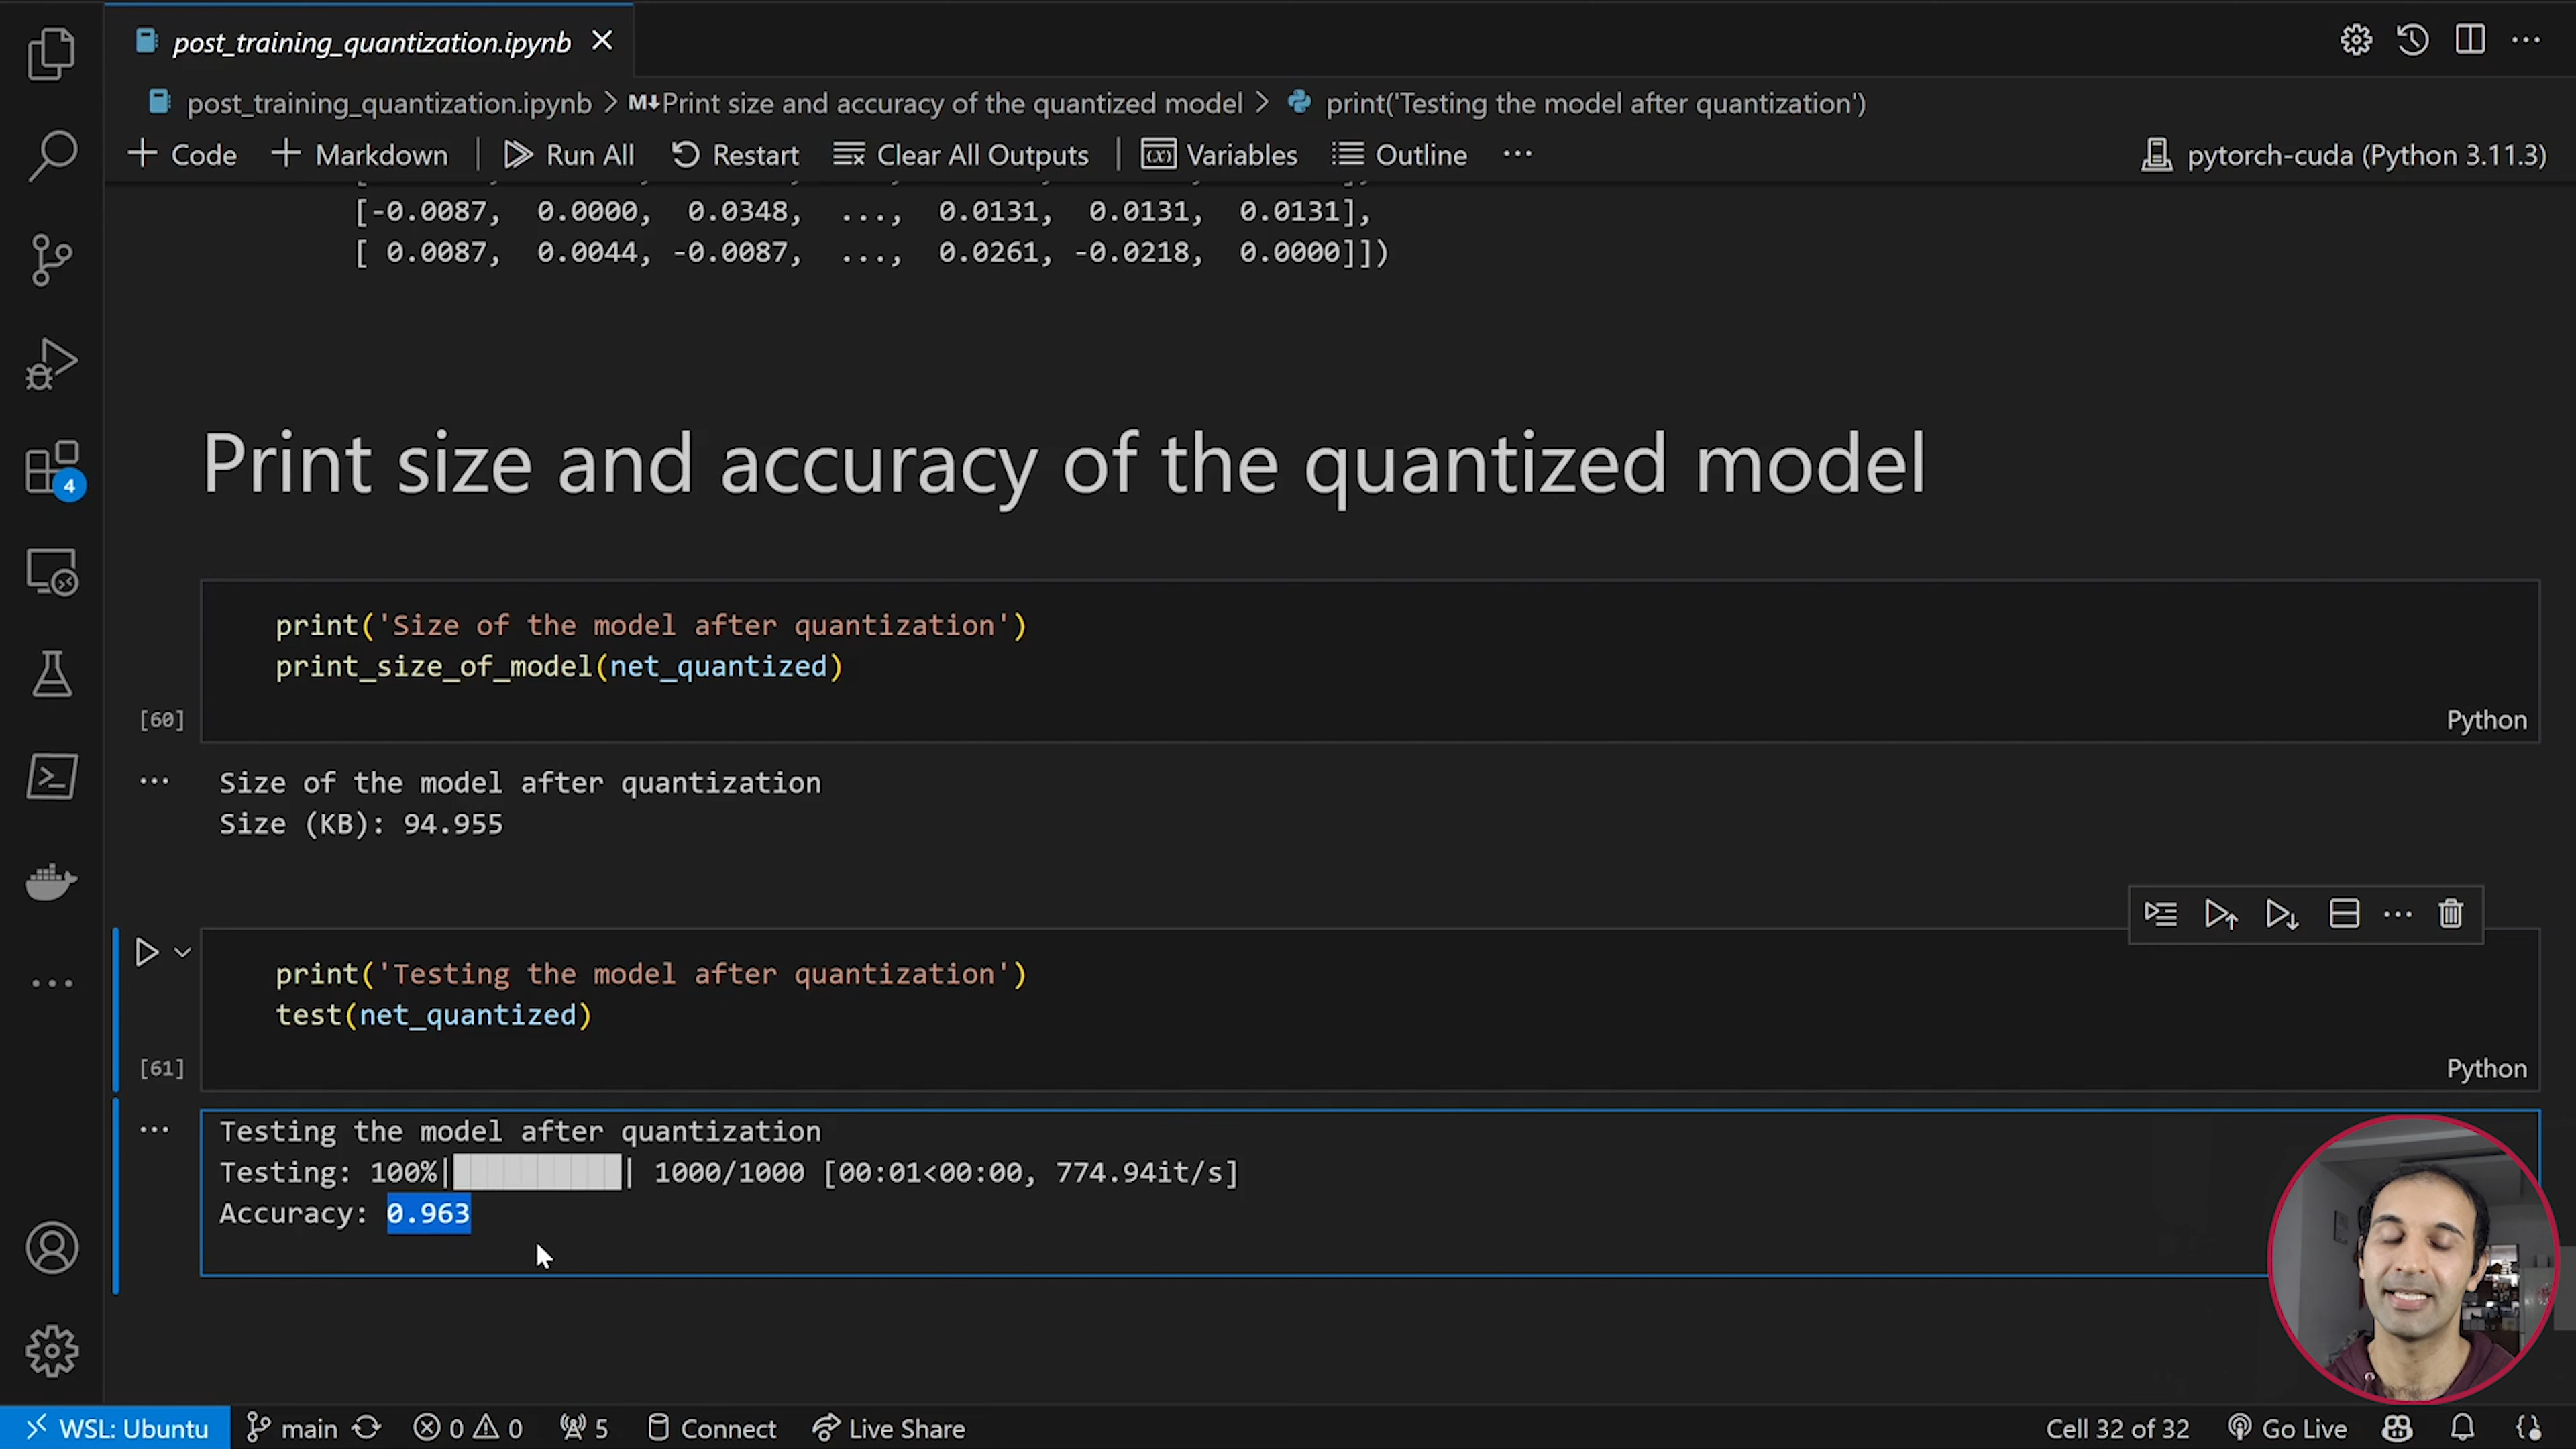 post_training_quantization.ipynb
post_training_quantization.ipynb > M↓Print size and accuracy of the quantized model > print('Testing the model after quantization')
+ Code + Markdown | Run All Restart Clear All Outputs | Variables Outline ... pytorch-cuda (Python 3.11.3)
[-0.0087, 0.0000, 0.0348, ..., 0.0131, 0.0131, 0.0131],
[ 0.0087, 0.0044, -0.0087, ..., 0.0261, -0.0218, 0.0000]])
Print size and accuracy of the quantized model
print('Size of the model after quantization')
print_size_of_model(net_quantized)
[60] Python
Size of the model after quantization
Size (KB): 94.955
print('Testing the model after quantization')
test(net_quantized)
[61] Python
Testing the model after quantization
Testing: 100%|██████████| 1000/1000 [00:01<00:00, 774.94it/s]
Accuracy: 0.963
4
WSL: Ubuntu main 0 0 5 Connect Live Share Cell 32 of 32 Go Live